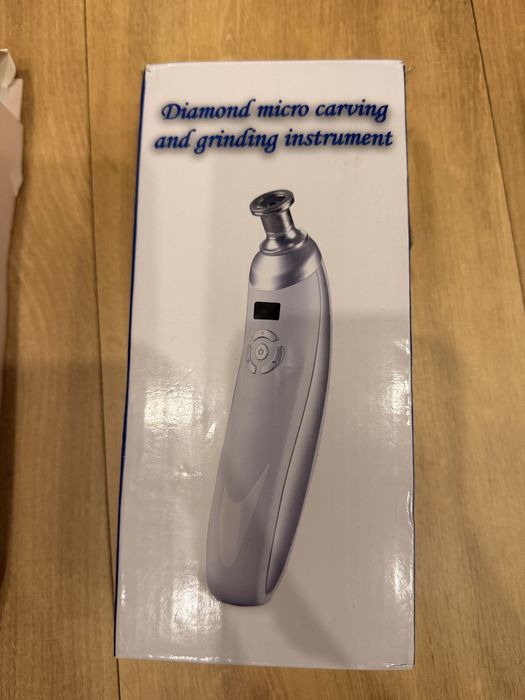 Diamond micro carving
and grinding instrument